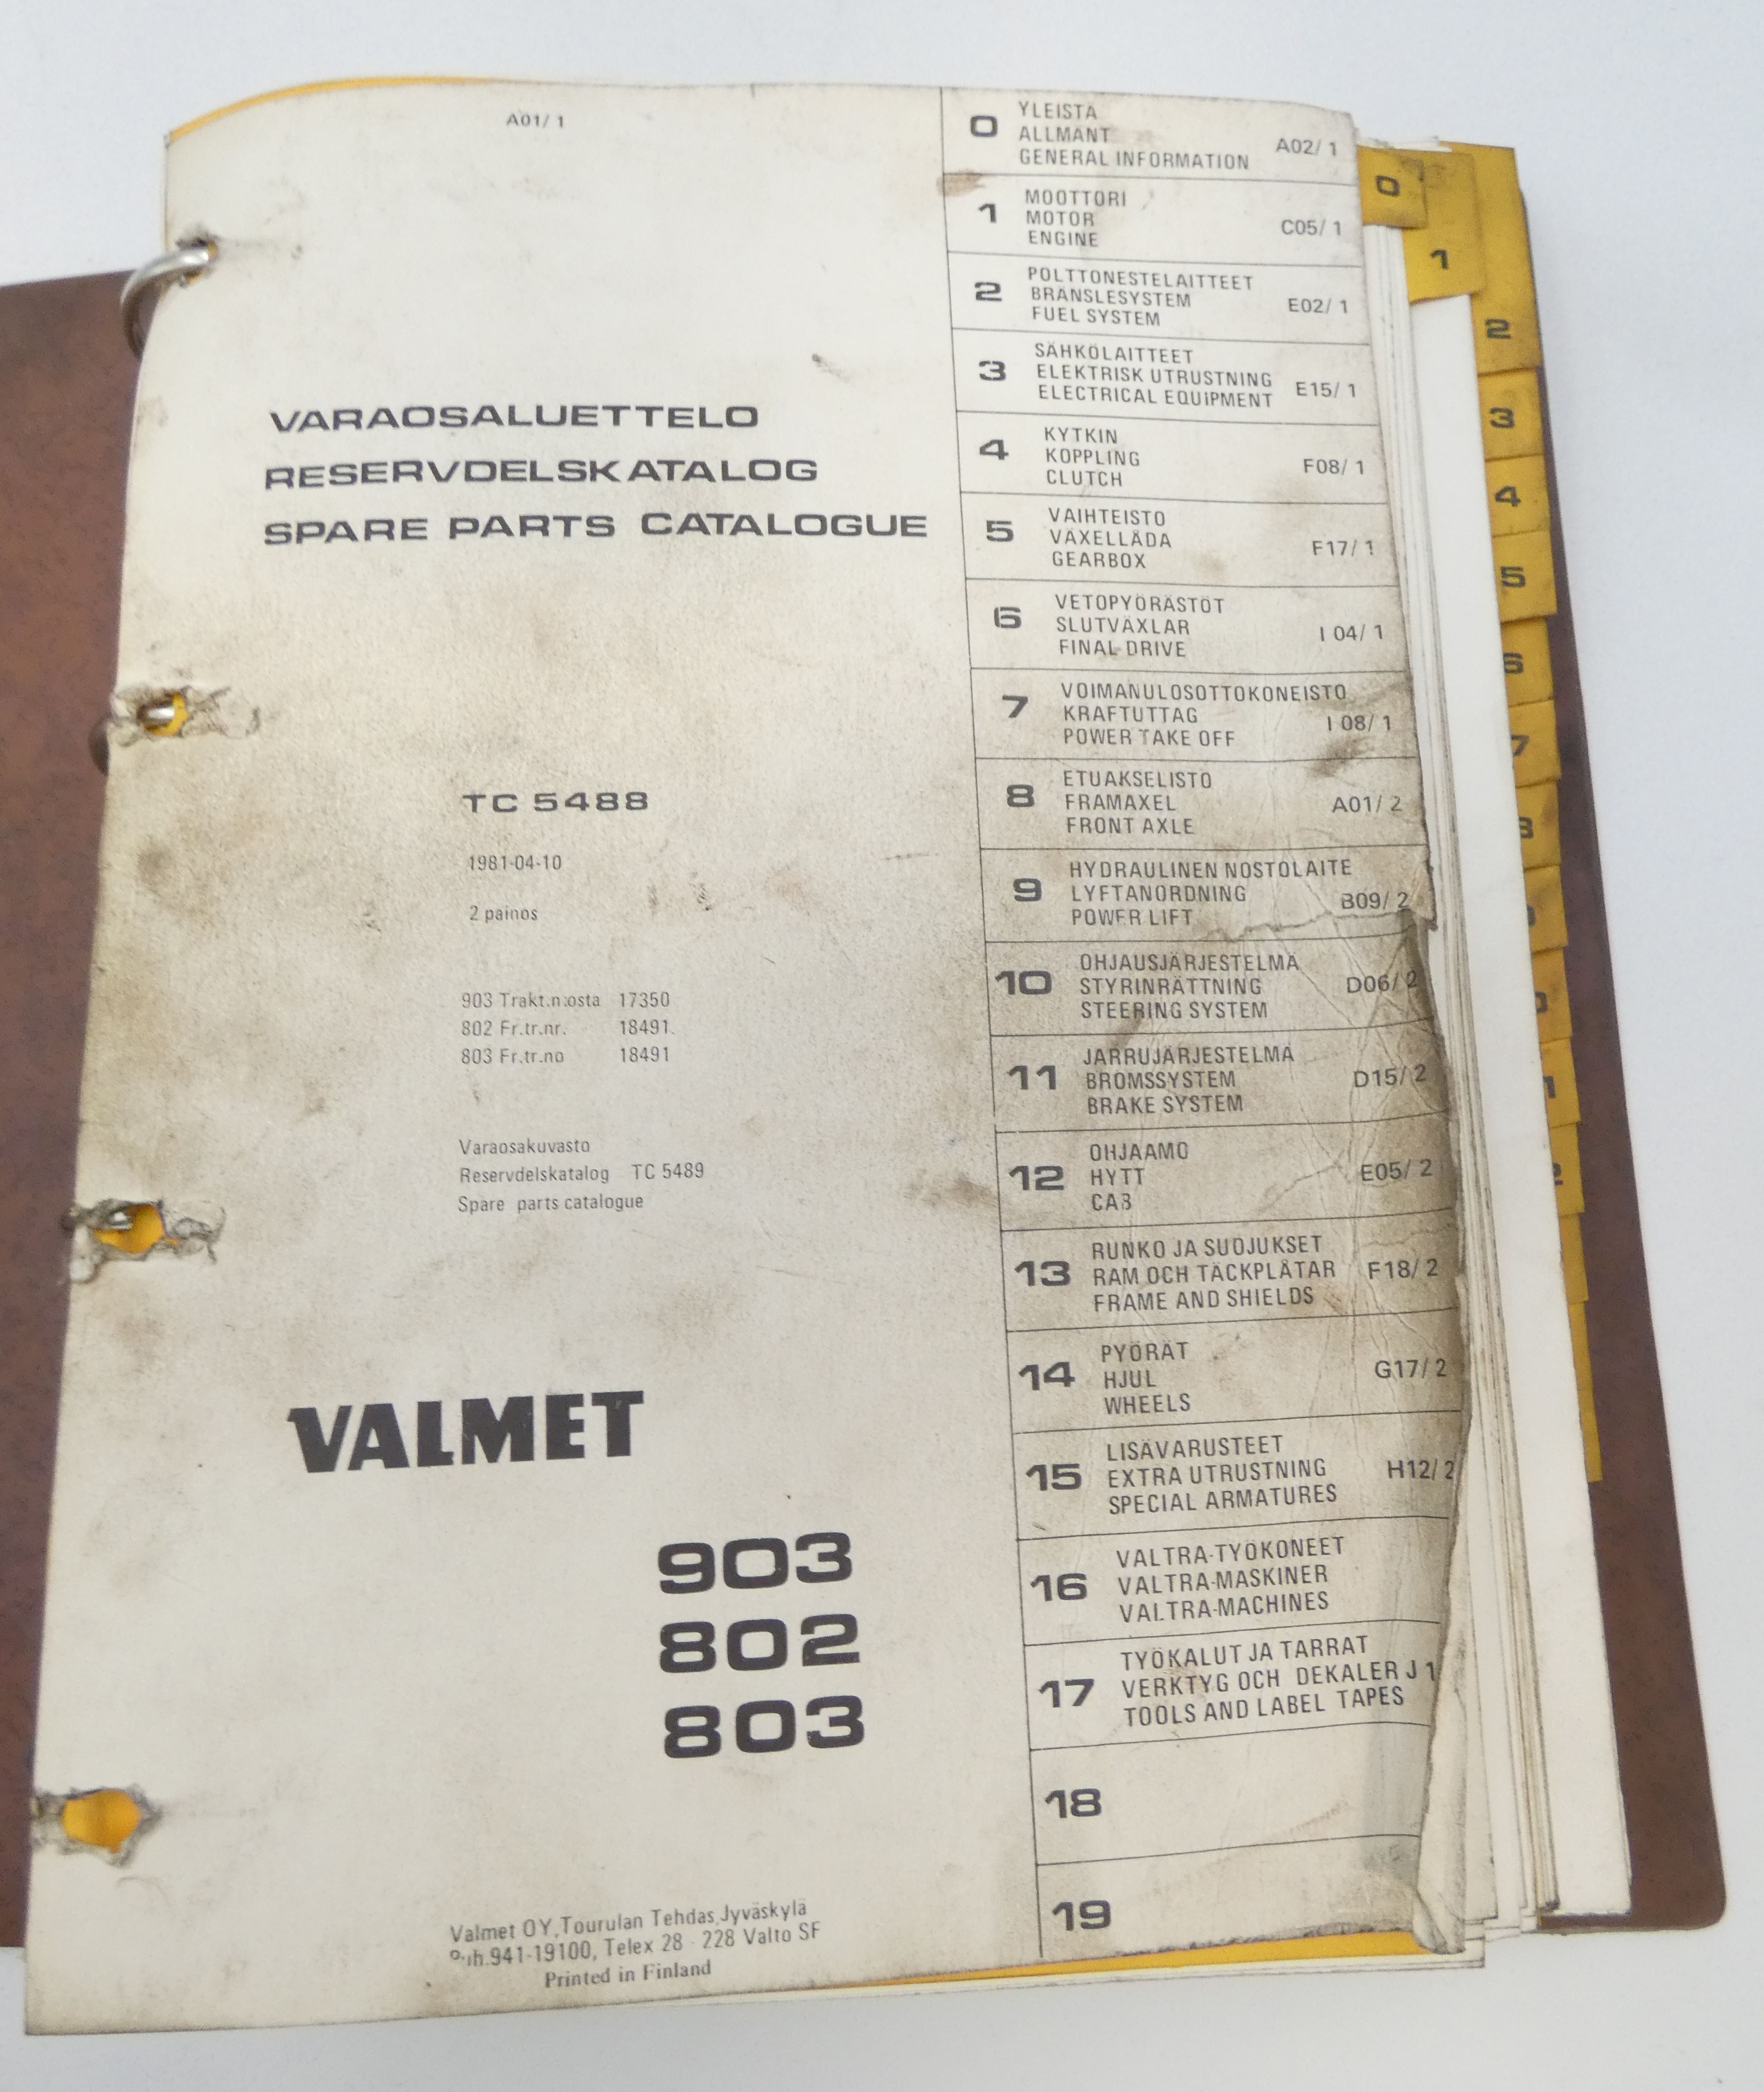 A01/ 1
VARAOSALUETTELO
RESERVDELSKATALOG
SPARE PARTS CATALOGUE
TC 5488
1981-04-10
2 painos
903 Trakt.n:osta 17350
802 Fr.tr.nr. 18491
803 Fr.tr.no 18491
Varaosakuvasto
Reservdelskatalog TC 5489
Spare parts catalogue
VALMET
903
802
803
Valmet OY, Tourulan Tehdas, Jyväskylä
941-19100, Telex 28 - 228 Valto SF
Printed in Finland
0 YLEISTÄ
ALLMÄNT A02/ 1
GENERAL INFORMATION
1 MOOTTORI
MOTOR C05/ 1
ENGINE
2 POLTTONESTELAITTEET
BRÄNSLESYSTEM E02/ 1
FUEL SYSTEM
3 SÄHKÖLAITTEET
ELEKTRISK UTRUSTNING E15/ 1
ELECTRICAL EQUIPMENT
4 KYTKIN
KOPPLING F08/ 1
CLUTCH
5 VAIHTEISTO
VÄXELLÅDA F17/ 1
GEARBOX
6 VETOPYÖRÄSTÖT
SLUTVÄXLAR I 04/ 1
FINAL DRIVE
7 VOIMANULOSOTTOKONEISTO
KRAFTUTTAG I 08/ 1
POWER TAKE OFF
8 ETUAKSELISTO
FRAMAXEL A01/ 2
FRONT AXLE
9 HYDRAULINEN NOSTOLAITE
LYFTANORDNING B09/ 2
POWER LIFT
10 OHJAUSJÄRJESTELMÄ
STYRINRÄTTNING D06/ 2
STEERING SYSTEM
11 JARRUJÄRJESTELMÄ
BROMSSYSTEM D15/ 2
BRAKE SYSTEM
12 OHJAAMO
HYTT E05/ 2
CAB
13 RUNKO JA SUOJUKSET
RAM OCH TÄCKPLÅTAR F18/ 2
FRAME AND SHIELDS
14 PYÖRÄT
HJUL G17/ 2
WHEELS
15 LISÄVARUSTEET
EXTRA UTRUSTNING H12/ 2
SPECIAL ARMATURES
16 VALTRA-TYÖKONEET
VALTRA-MASKINER
VALTRA-MACHINES
17 TYÖKALUT JA TARRAT
VERKTYG OCH DEKALER J 1
TOOLS AND LABEL TAPES
18
19
0
1
2
3
4
5
6
7